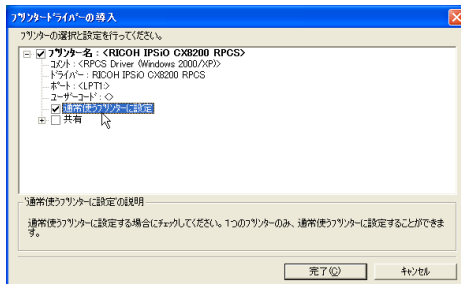 プリンタードライバーの導入
プリンターの選択と設定を行ってください。
プリンター名 : <RICOH IPSiO CX8200 RPCS>
コメント : <RPCS Driver (Windows 2000/XP)>
ドライバー : RICOH IPSiO CX8200 RPCS
ポート : <LPT1>
ユーザーコード : <>
通常使うプリンターに設定
共有
'通常使うプリンターに設定'の説明
通常使うプリンターに設定する場合にチェックしてください。1つのプリンターのみ、通常使うプリンターに設定することができま
す。
完了(O)
キャンセル